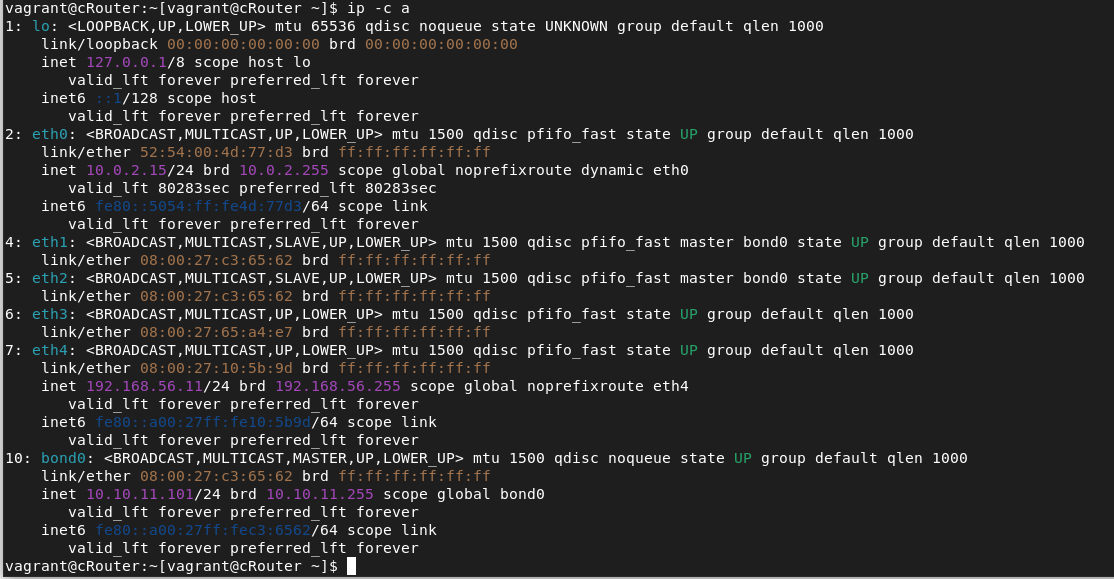 vagrant@cRouter:~[vagrant@cRouter ~]$ ip -c a
1: lo: <LOOPBACK,UP,LOWER_UP> mtu 65536 qdisc noqueue state UNKNOWN group default qlen 1000
    link/loopback 00:00:00:00:00:00 brd 00:00:00:00:00:00
    inet 127.0.0.1/8 scope host lo
       valid_lft forever preferred_lft forever
    inet6 ::1/128 scope host
       valid_lft forever preferred_lft forever
2: eth0: <BROADCAST,MULTICAST,UP,LOWER_UP> mtu 1500 qdisc pfifo_fast state UP group default qlen 1000
    link/ether 52:54:00:4d:77:d3 brd ff:ff:ff:ff:ff:ff
    inet 10.0.2.15/24 brd 10.0.2.255 scope global noprefixroute dynamic eth0
       valid_lft 80283sec preferred_lft 80283sec
    inet6 fe80::5054:ff:fe4d:77d3/64 scope link
       valid_lft forever preferred_lft forever
4: eth1: <BROADCAST,MULTICAST,SLAVE,UP,LOWER_UP> mtu 1500 qdisc pfifo_fast master bond0 state UP group default qlen 1000
    link/ether 08:00:27:c3:65:62 brd ff:ff:ff:ff:ff:ff
5: eth2: <BROADCAST,MULTICAST,SLAVE,UP,LOWER_UP> mtu 1500 qdisc pfifo_fast master bond0 state UP group default qlen 1000
    link/ether 08:00:27:c3:65:62 brd ff:ff:ff:ff:ff:ff
6: eth3: <BROADCAST,MULTICAST,UP,LOWER_UP> mtu 1500 qdisc pfifo_fast state UP group default qlen 1000
    link/ether 08:00:27:65:a4:e7 brd ff:ff:ff:ff:ff:ff
7: eth4: <BROADCAST,MULTICAST,UP,LOWER_UP> mtu 1500 qdisc pfifo_fast state UP group default qlen 1000
    link/ether 08:00:27:10:5b:9d brd ff:ff:ff:ff:ff:ff
    inet 192.168.56.11/24 brd 192.168.56.255 scope global noprefixroute eth4
       valid_lft forever preferred_lft forever
    inet6 fe80::a00:27ff:fe10:5b9d/64 scope link
       valid_lft forever preferred_lft forever
10: bond0: <BROADCAST,MULTICAST,MASTER,UP,LOWER_UP> mtu 1500 qdisc noqueue state UP group default qlen 1000
    link/ether 08:00:27:c3:65:62 brd ff:ff:ff:ff:ff:ff
    inet 10.10.11.101/24 brd 10.10.11.255 scope global bond0
       valid_lft forever preferred_lft forever
    inet6 fe80::a00:27ff:fec3:6562/64 scope link
       valid_lft forever preferred_lft forever
vagrant@cRouter:~[vagrant@cRouter ~]$